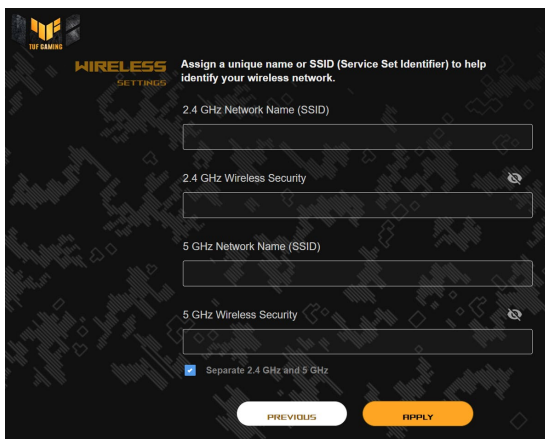 TUF GAMING
WIRELESS
SETTINGS
Assign a unique name or SSID (Service Set Identifier) to help
identify your wireless network.
2.4 GHz Network Name (SSID)
2.4 GHz Wireless Security
5 GHz Network Name (SSID)
5 GHz Wireless Security
Separate 2.4 GHz and 5 GHz
PREVIOUS
APPLY